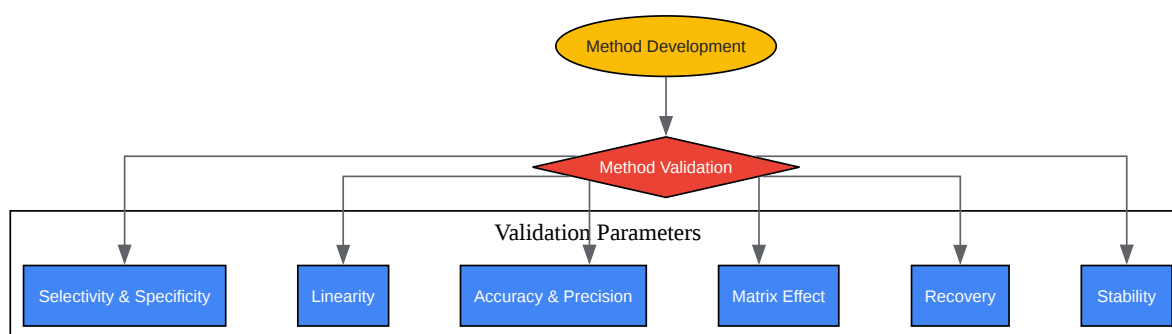 Method Development
Method Validation
Validation Parameters
Selectivity & Specificity
Linearity
Accuracy & Precision
Matrix Effect
Recovery
Stability